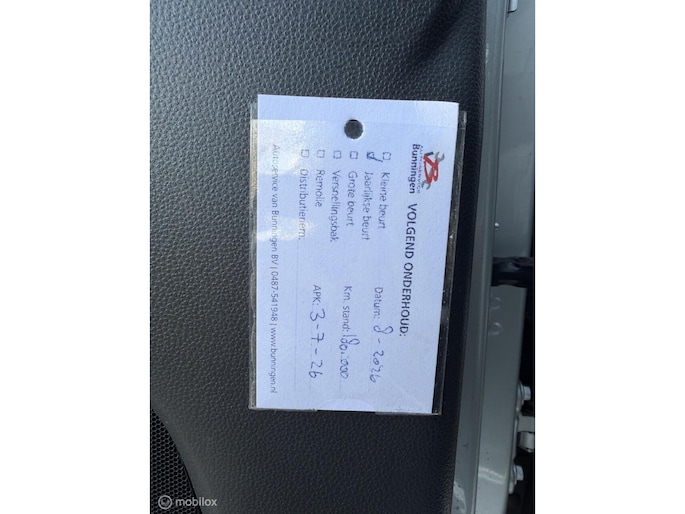 Bunningen
VOLGEND ONDERHOUD:
Kleine beurt
Datum: 8-2026
Jaarlijkse beurt
Grote beurt
Km. stand: 180.000
Versnellingsbak
Remolie
APK: 3-7-26
Distributieriem
Autoservice van Bunningen BV | 0487-541948 | www.bunningen.nl
mobilox